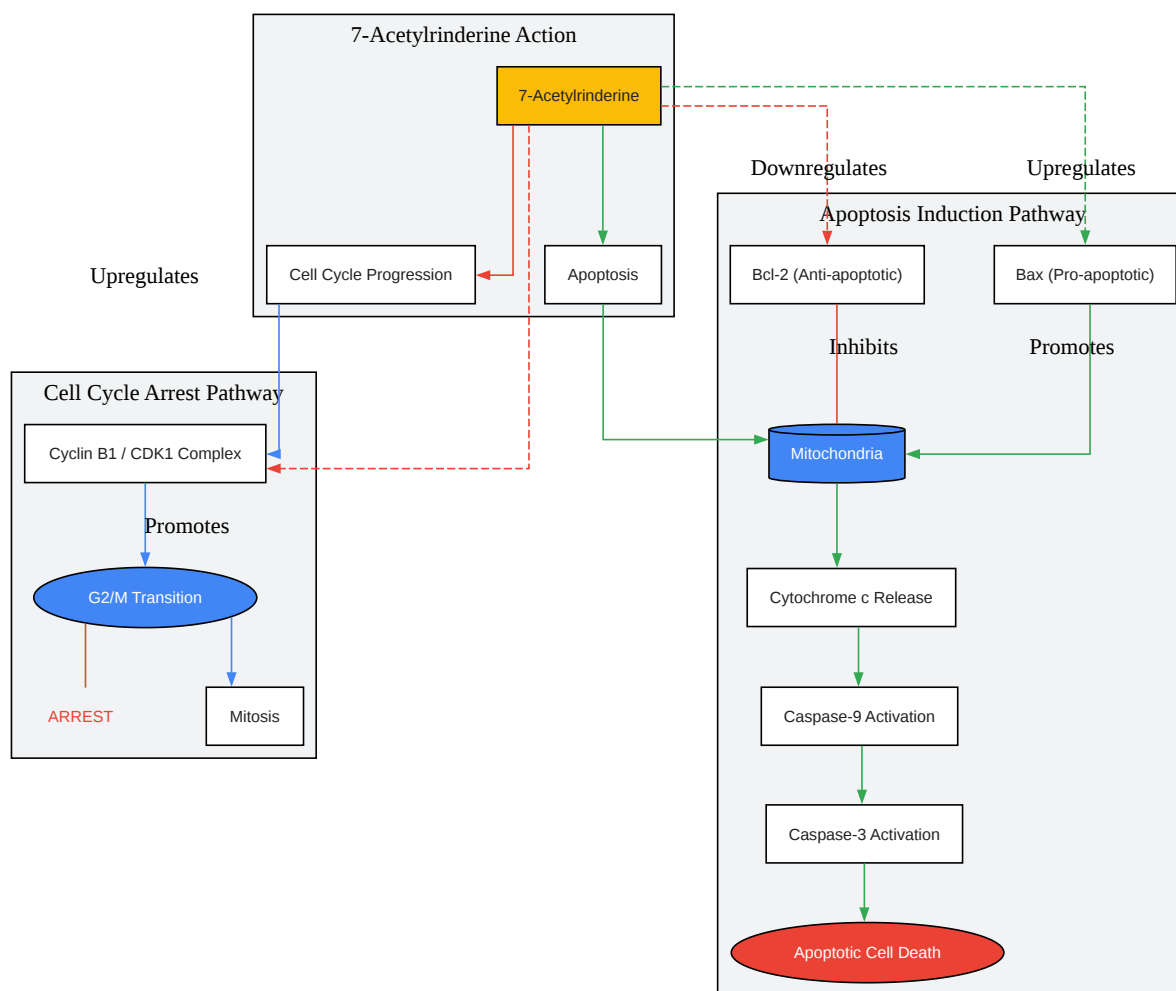 7-Acetylrinderine Action
7-Acetylrinderine
Downregulates
Upregulates
Apoptosis Induction Pathway
Upregulates
Cell Cycle Progression
Apoptosis
Bcl-2 (Anti-apoptotic)
Bax (Pro-apoptotic)
Inhibits
Promotes
Cell Cycle Arrest Pathway
Cyclin B1 / CDK1 Complex
Mitochondria
Promotes
G2/M Transition
Cytochrome c Release
ARREST
Mitosis
Caspase-9 Activation
Caspase-3 Activation
Apoptotic Cell Death